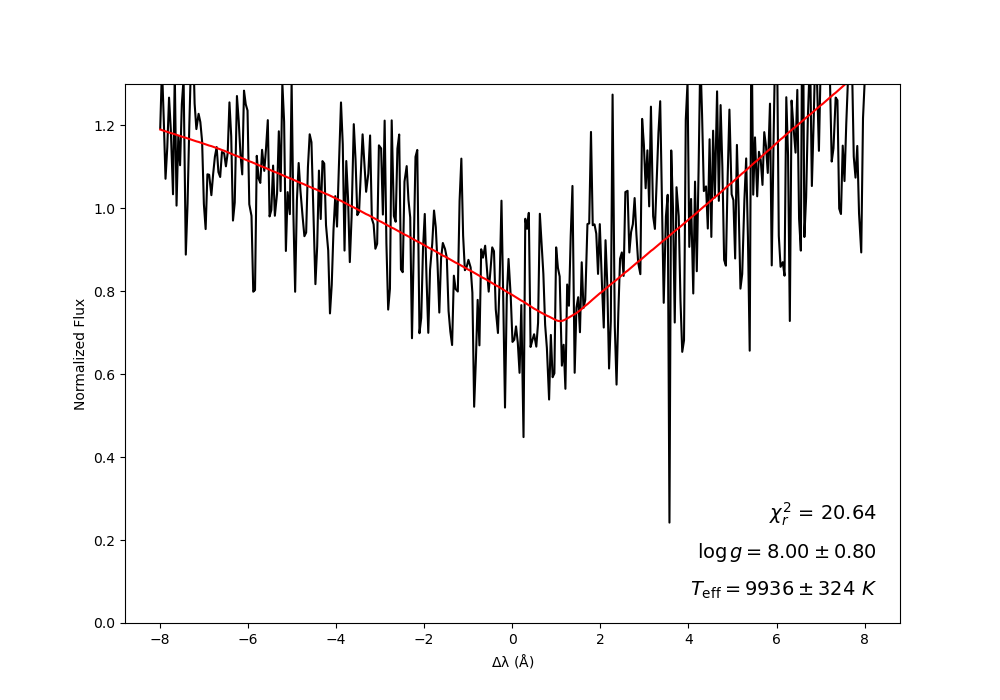 1.2
1.0
0.8
0.6
0.4
0.2
0.0
Normalized Flux
χ²ᵣ = 20.64
log g = 8.00 ± 0.80
T_eff = 9936 ± 324 K
−8 −6 −4 −2 0 2 4 6 8
Δλ (Å)